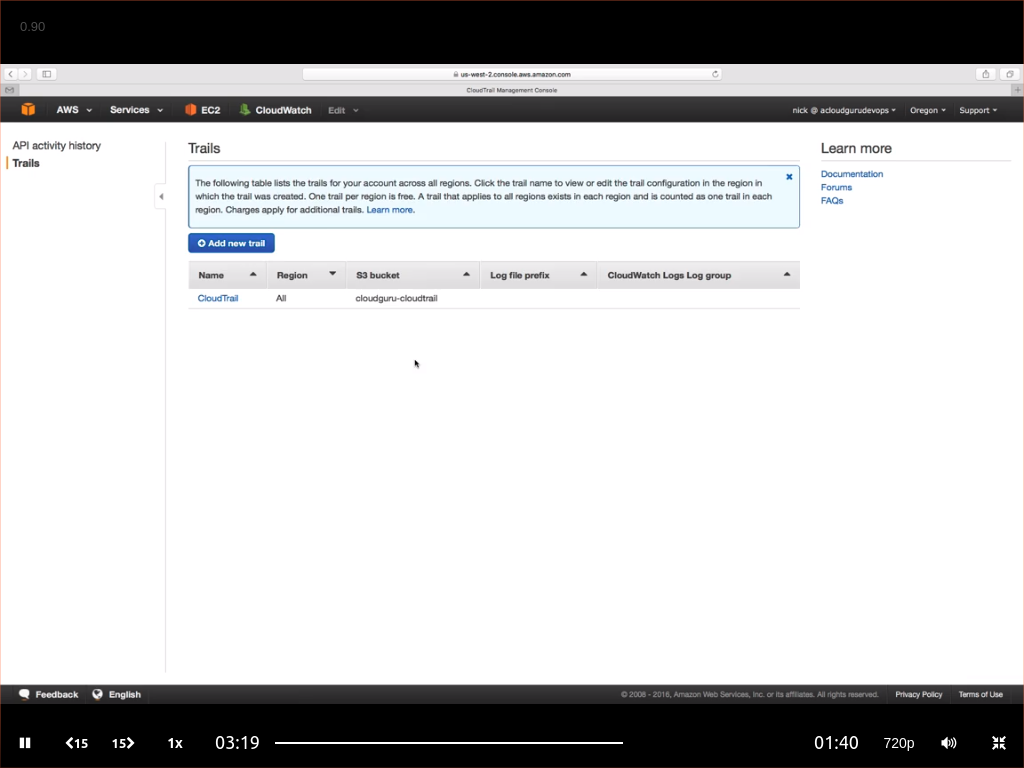 0.90
us-west-2.console.aws.amazon.com
CloudTrail Management Console
AWS Services EC2 CloudWatch Edit nick @ acloudgurudevops Oregon Support
API activity history
Trails
Trails
The following table lists the trails for your account across all regions. Click the trail name to view or edit the trail configuration in the region in
which the trail was created. One trail per region is free. A trail that applies to all regions exists in each region and is counted as one trail in each
region. Charges apply for additional trails. Learn more.
Add new trail
Name Region S3 bucket Log file prefix CloudWatch Logs Log group
CloudTrail All cloudguru-cloudtrail
Learn more
Documentation
Forums
FAQs
Feedback English © 2008 - 2016, Amazon Web Services, Inc. or its affiliates. All rights reserved. Privacy Policy Terms of Use
15 15 1x 03:19 01:40 720p